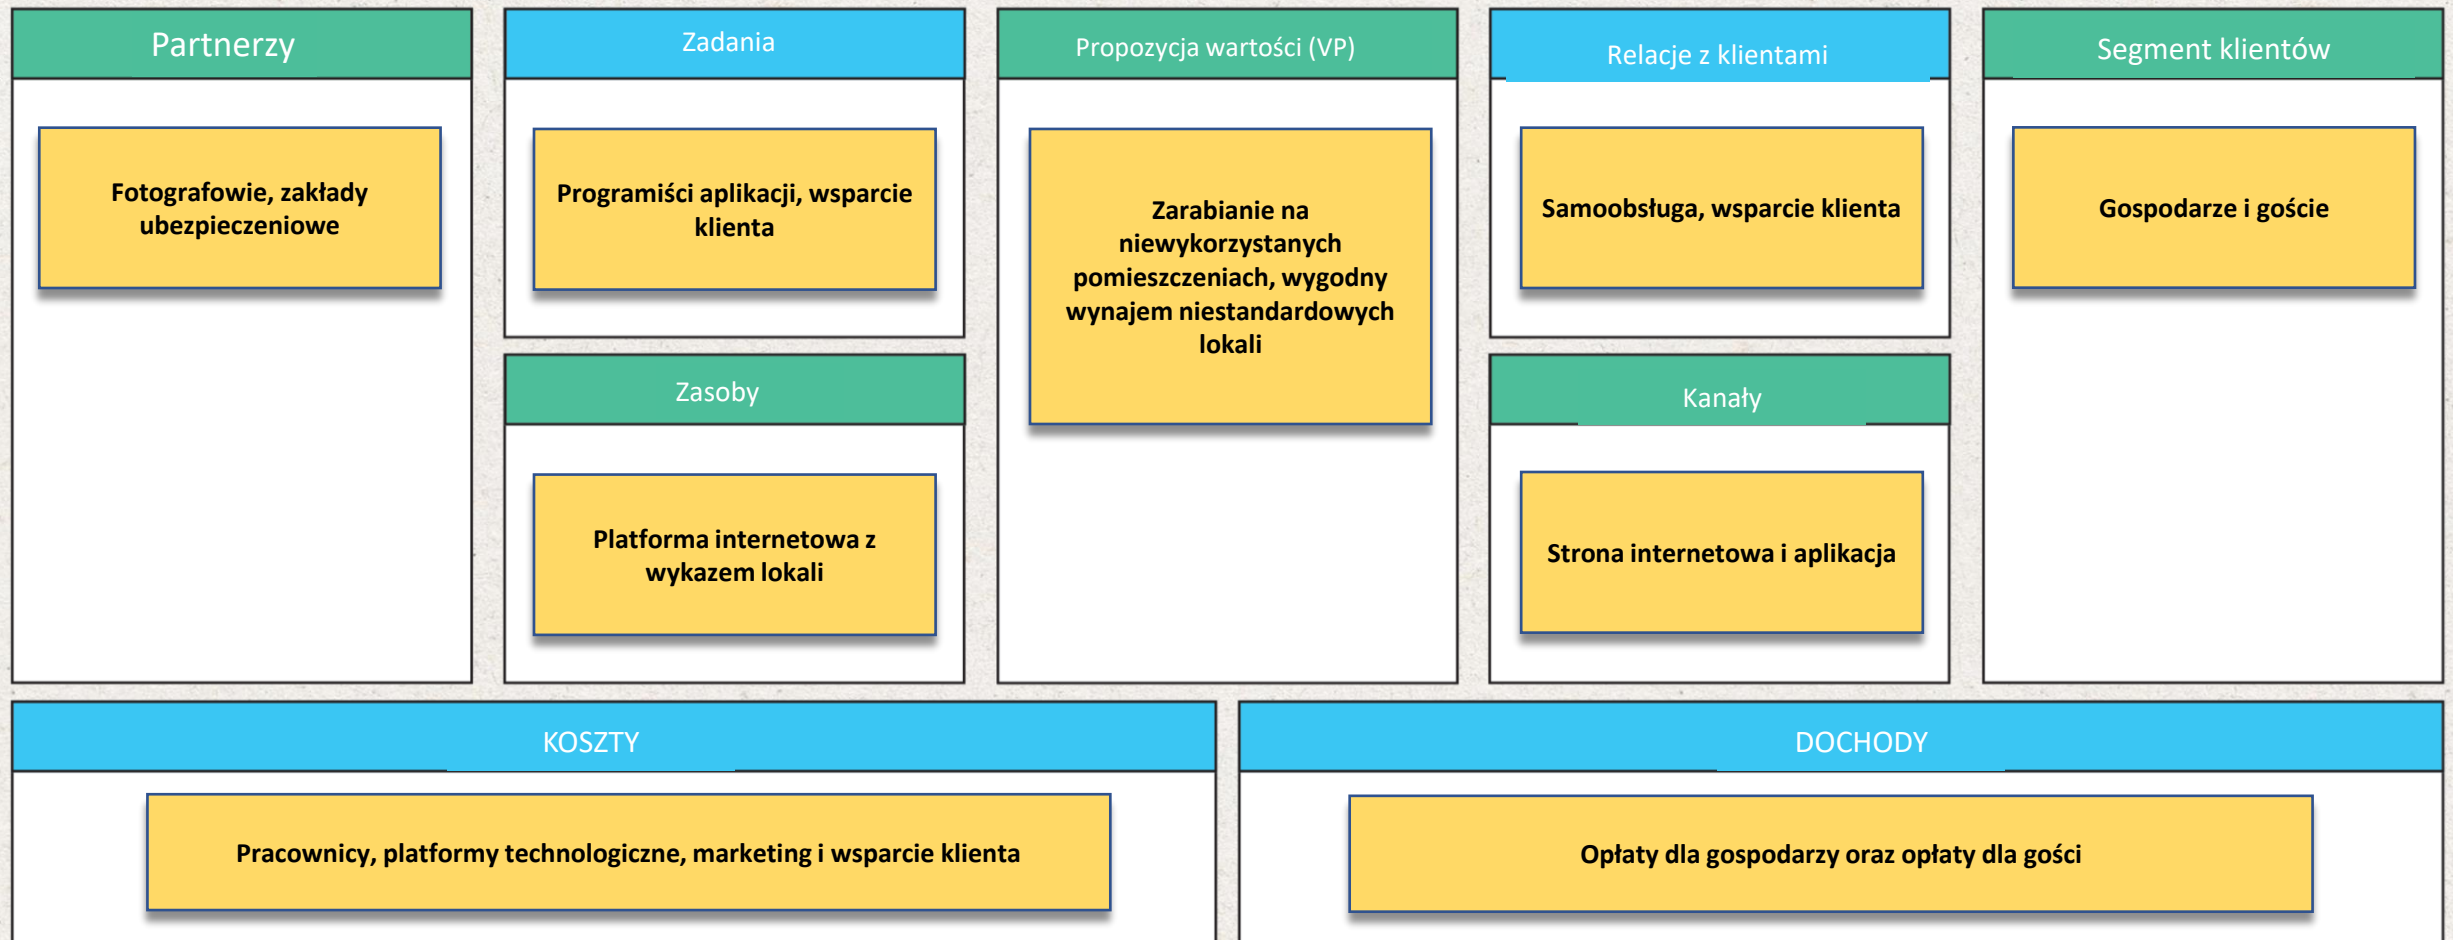 Partnerzy
Fotografowie, zakłady
ubezpieczeniowe
Zadania
Programiści aplikacji, wsparcie
klienta
Zasoby
Platforma internetowa z
wykazem lokali
Propozycja wartości (VP)
Zarabianie na
niewykorzystanych
pomieszczeniach, wygodny
wynajem niestandardowych
lokali
Relacje z klientami
Samoobsługa, wsparcie klienta
Kanały
Strona internetowa i aplikacja
Segment klientów
Gospodarze i goście
KOSZTY
Pracownicy, platformy technologiczne, marketing i wsparcie klienta
DOCHODY
Opłaty dla gospodarzy oraz opłaty dla gości